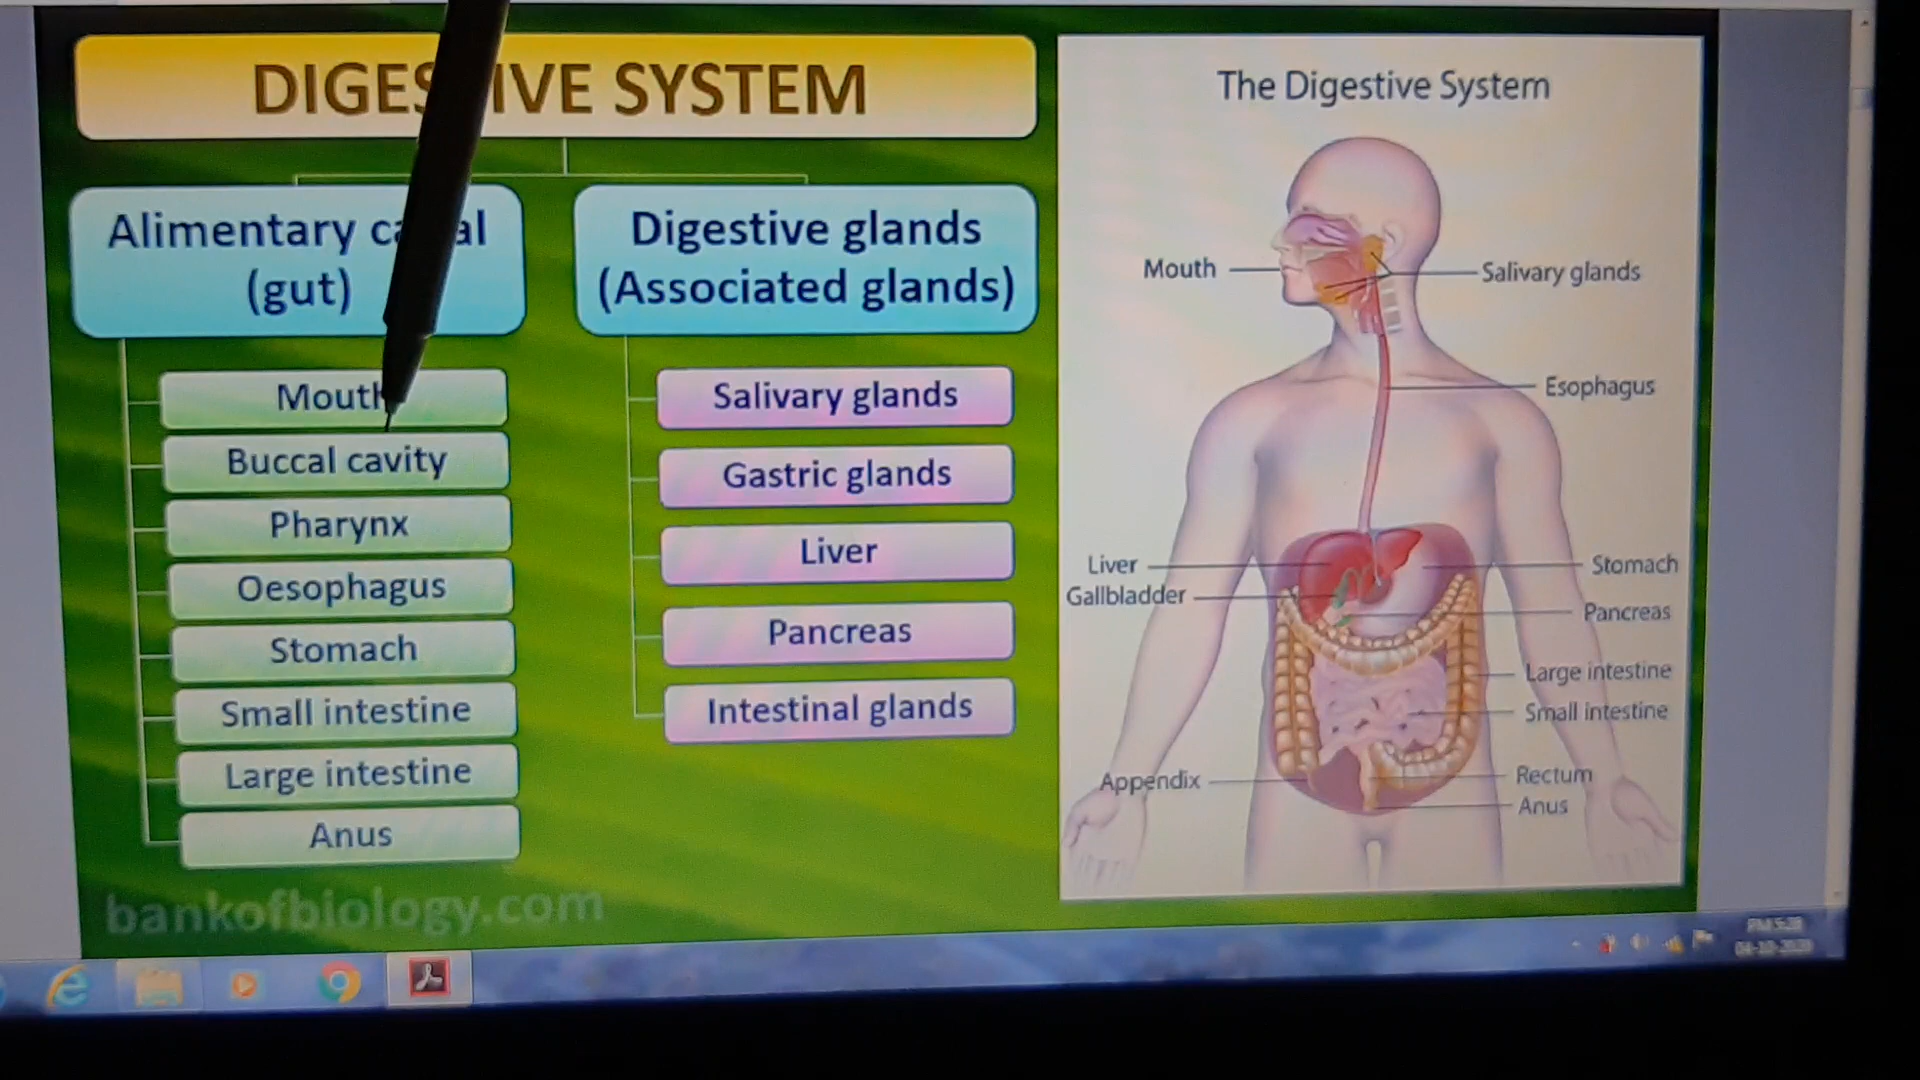 DIGES IVE SYSTEM
Alimentary ca al
(gut)
Mouth
Buccal cavity
Pharynx
Oesophagus
Stomach
Small intestine
Large intestine
Anus
Digestive glands
(Associated glands)
Salivary glands
Gastric glands
Liver
Pancreas
Intestinal glands
bankofbiology.com
The Digestive System
Mouth
Salivary glands
Esophagus
Liver
Gallbladder
Stomach
Pancreas
Large intestine
Small intestine
Appendix
Rectum
Anus